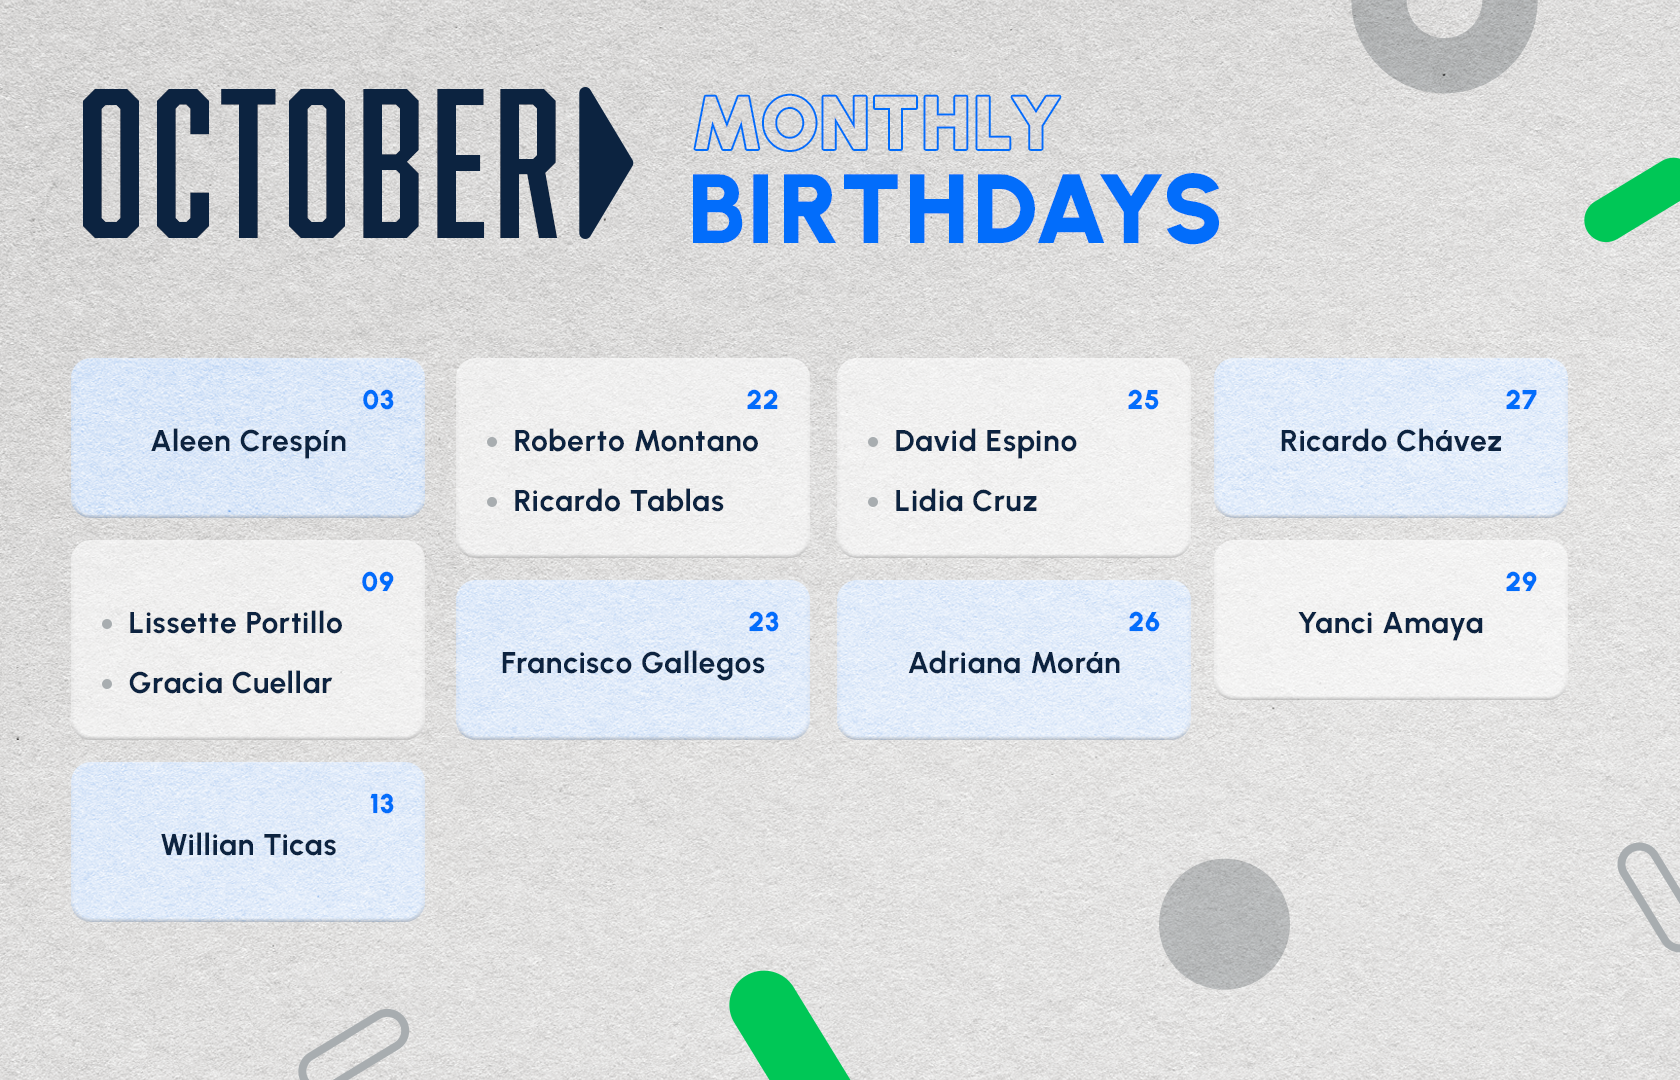 OCTOBER
MONTHLY
BIRTHDAYS
03
Aleen Crespín
09
Lissette Portillo
Gracia Cuellar
13
Willian Ticas
22
Roberto Montano
Ricardo Tablas
23
Francisco Gallegos
25
David Espino
Lidia Cruz
26
Adriana Morán
27
Ricardo Chávez
29
Yanci Amaya